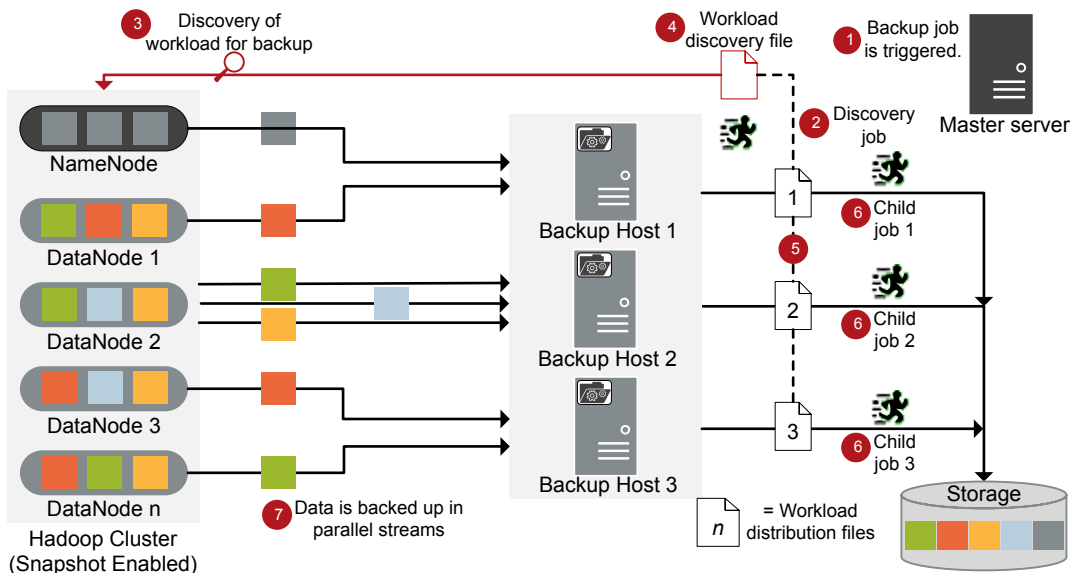 3 Discovery of
workload for backup
4 Workload
discovery file
1 Backup job
is triggered.
Master server
2 Discovery
job
NameNode
DataNode 1
DataNode 2
DataNode 3
DataNode n
Hadoop Cluster
(Snapshot Enabled)
Backup Host 1
Backup Host 2
Backup Host 3
1
6 Child
job 1
5
2
6 Child
job 2
3
6 Child
job 3
7 Data is backed up in
parallel streams
n = Workload
distribution files
Storage